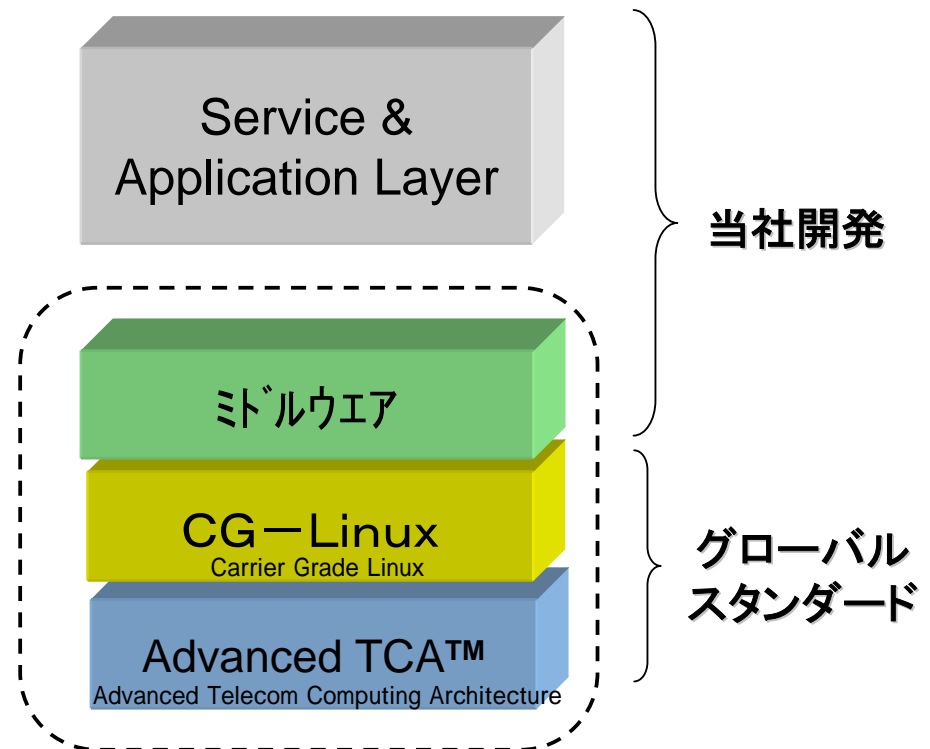 Service &
Application Layer
当社開発
ﾐﾄﾞﾙｳｴｱ
ＣＧ－Ｌｉｎｕｘ
Carrier Grade Linux
グローバル
スタンダード
Advanced TCA™
Advanced Telecom Computing Architecture